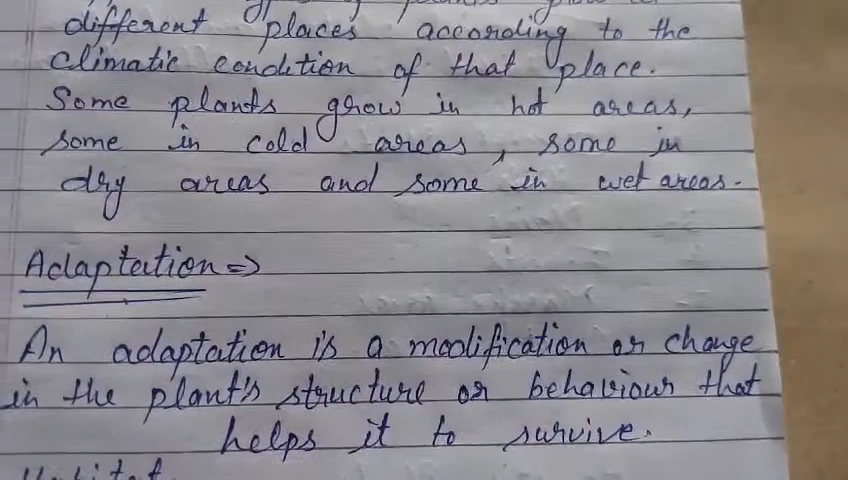 different places according to the
climatic condition of that place.
Some plants grow in hot areas,
some in cold areas, some in
dry areas and some in wet areas.
Adaptation =>
An adaptation is a modification or change
in the plant's structure or behaviour that
helps it to survive.
Habitat